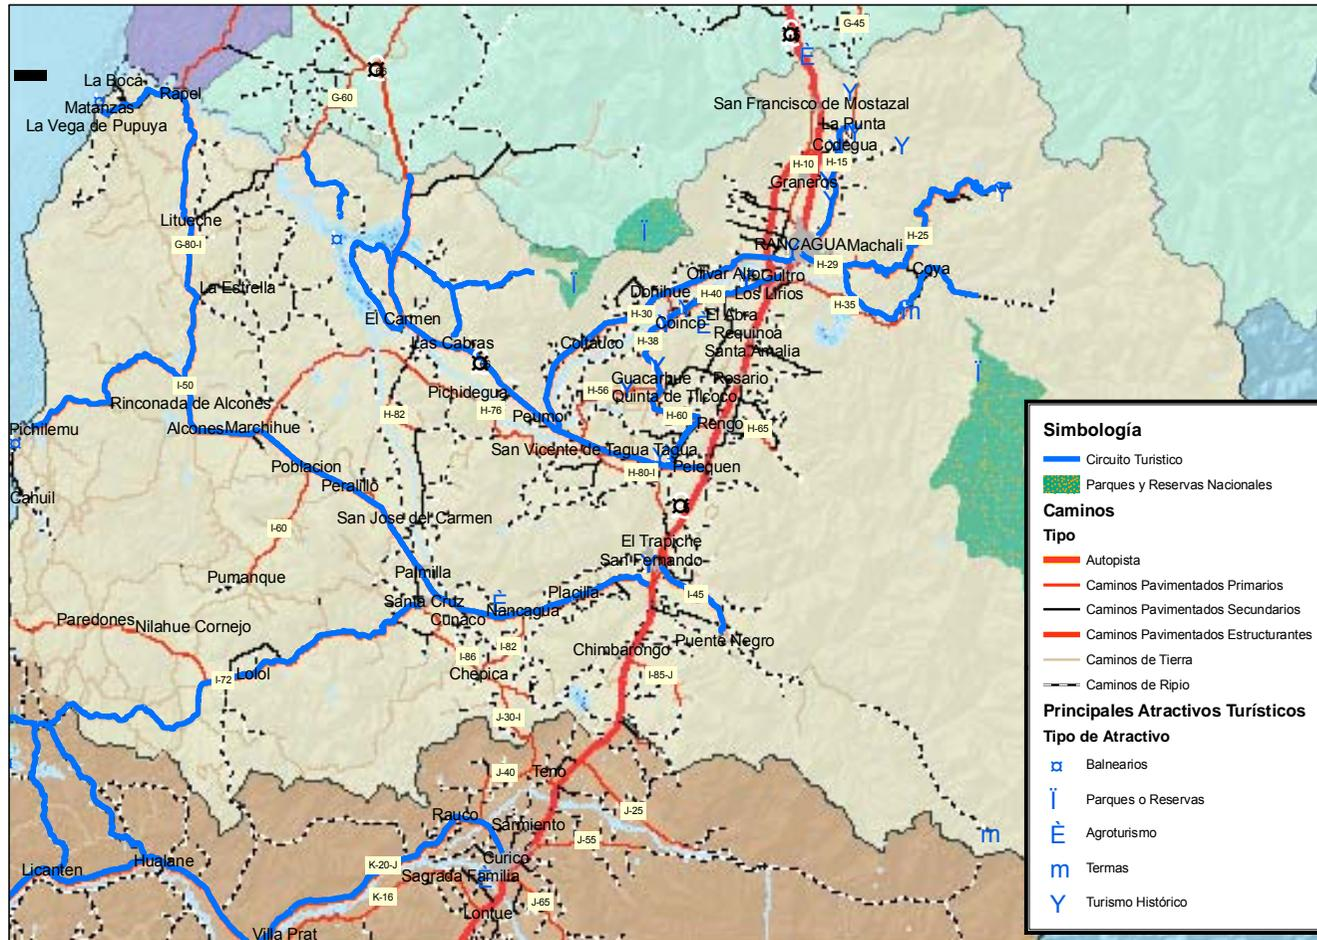 G-45
La Boca
Rapel
G-60
Matanzas
La Vega de Pupuya
San Francisco de Mostazal
La Punta
Codegua
H-10
H-15
Graneros
Litueche
G-80-I
RANCAGUA
Machali
H-25
H-29
Coya
La Estrella
Olivar Alto
Gultro
Donihue
H-40
Los Lirios
H-35
H-30
El Carmen
Coinco
El Abra
Requinoa
Las Cabras
Coltauco
H-38
Santa Amalia
I-50
Guacarhue
Rosario
Pichidegua
H-56
Quinta de Tilcoco
Rinconada de Alcones
H-82
H-76
Peumo
H-60
Rengo
H-65
Pichilemu
Alcones
Marchihue
San Vicente de Tagua Tagua
Poblacion
H-80-I
Pelequen
Peralillo
Cahuil
San Jose del Carmen
I-60
El Trapiche
San Fernando
Pumanque
Palmilla
Placilla
I-45
Santa Cruz
Nancagua
Cunaco
Paredones
Nilahue Cornejo
Puente Negro
I-82
Chimbarongo
I-86
I-72
Lolol
Chepica
I-85-J
J-30-I
J-40
Teno
Rauco
J-25
Sarmiento
J-55
Hualane
K-20-J
Curico
Licanten
Sagrada Familia
K-16
J-65
Lontue
Villa Prat
Simbología
Circuito Turistico
Parques y Reservas Nacionales
Caminos
Tipo
Autopista
Caminos Pavimentados Primarios
Caminos Pavimentados Secundarios
Caminos Pavimentados Estructurantes
Caminos de Tierra
Caminos de Ripio
Principales Atractivos Turísticos
Tipo de Atractivo
¤ Balnearios
Ï Parques o Reservas
È Agroturismo
m Termas
Y Turismo Histórico